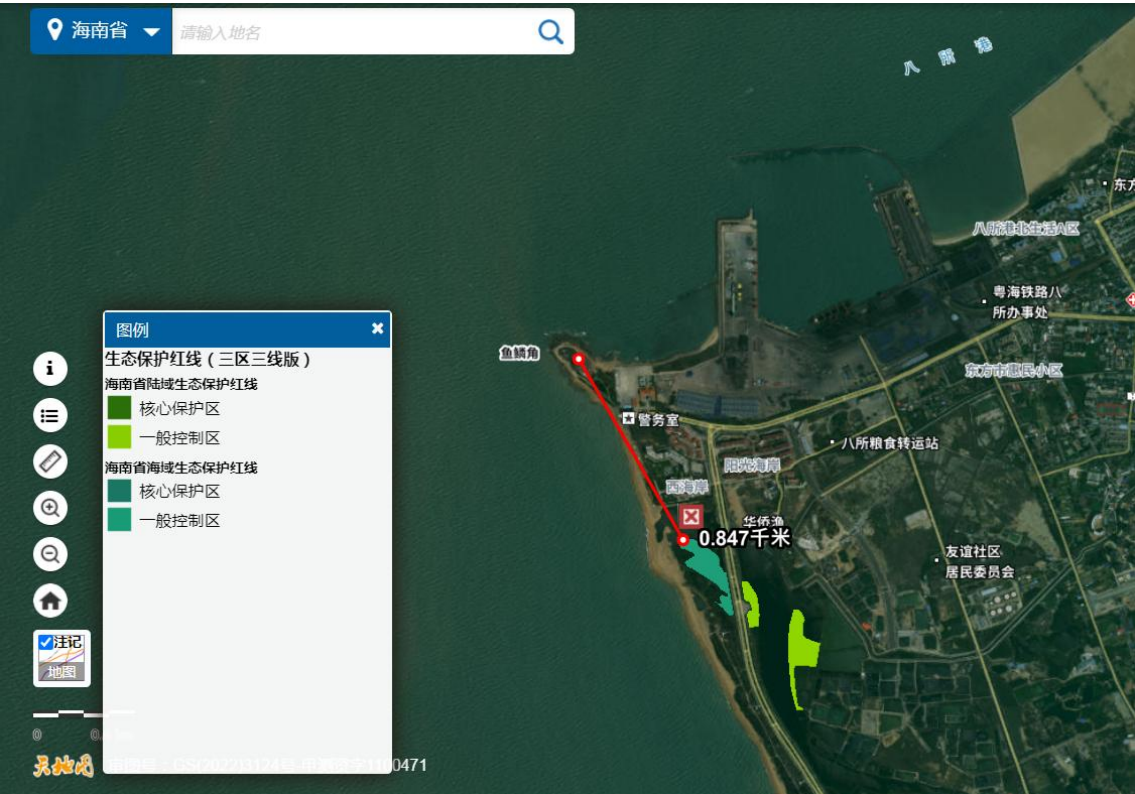 海南省
请输入地名
八所港
东方
八所港北生活A区
粤海铁路八
所办事处
鱼鳞角
东方市惠民小区
警务室
八所粮食转运站
阳光海岸
西海岸
华侨渔
0.847千米
友谊社区
居民委员会
图例
生态保护红线（三区三线版）
海南省陆域生态保护红线
核心保护区
一般控制区
海南省海域生态保护红线
核心保护区
一般控制区
注记
地图
0
天地图